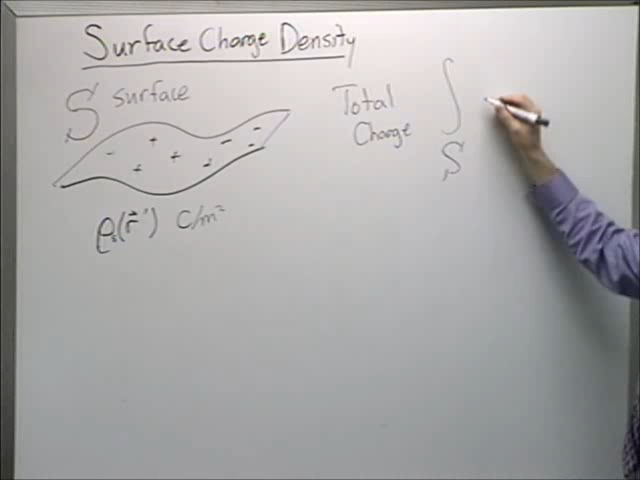 Surface Charge Density
S surface
ρₛ(r⃗') C/m²
Total
Charge
∫
S